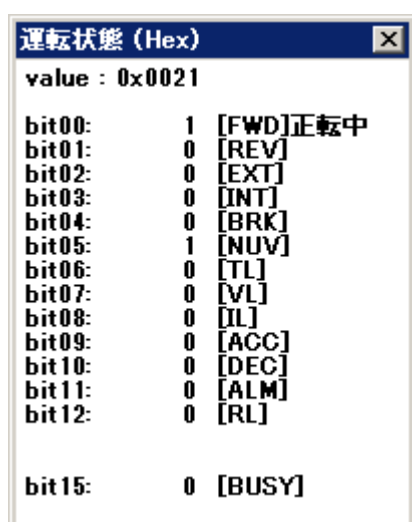 運転状態 (Hex)
value : 0x0021
bit00: 1 [FWD]正転中
bit01: 0 [REV]
bit02: 0 [EXT]
bit03: 0 [INT]
bit04: 0 [BRK]
bit05: 1 [NUV]
bit06: 0 [TL]
bit07: 0 [VL]
bit08: 0 [IL]
bit09: 0 [ACC]
bit10: 0 [DEC]
bit11: 0 [ALM]
bit12: 0 [RL]
bit15: 0 [BUSY]